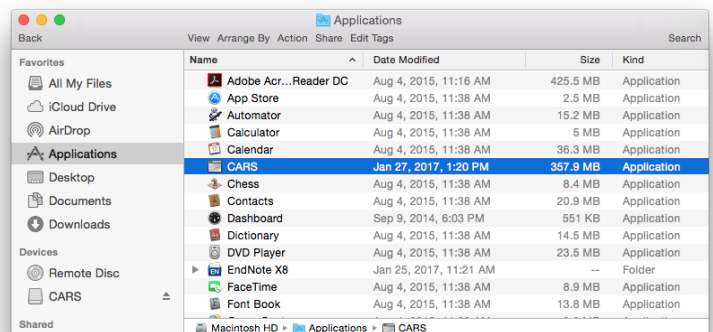 Applications
Back View Arrange By Action Share Edit Tags Search
Favorites
All My Files
iCloud Drive
AirDrop
Applications
Desktop
Documents
Downloads
Devices
Remote Disc
CARS
Shared
Name Date Modified Size Kind
Adobe Acr...Reader DC Aug 4, 2015, 11:16 AM 425.5 MB Application
App Store Aug 4, 2015, 11:38 AM 2.5 MB Application
Automator Aug 4, 2015, 11:38 AM 15.2 MB Application
Calculator Aug 4, 2015, 11:38 AM 5 MB Application
Calendar Aug 4, 2015, 11:38 AM 36.3 MB Application
CARS Jan 27, 2017, 1:20 PM 357.9 MB Application
Chess Aug 4, 2015, 11:38 AM 8.4 MB Application
Contacts Aug 4, 2015, 11:38 AM 20.9 MB Application
Dashboard Sep 9, 2014, 6:03 PM 551 KB Application
Dictionary Aug 4, 2015, 11:38 AM 14.5 MB Application
DVD Player Aug 4, 2015, 11:38 AM 23.5 MB Application
EndNote X8 Jan 25, 2017, 11:21 AM -- Folder
FaceTime Aug 4, 2015, 11:38 AM 8.9 MB Application
Font Book Aug 4, 2015, 11:38 AM 13.8 MB Application
Macintosh HD Applications CARS